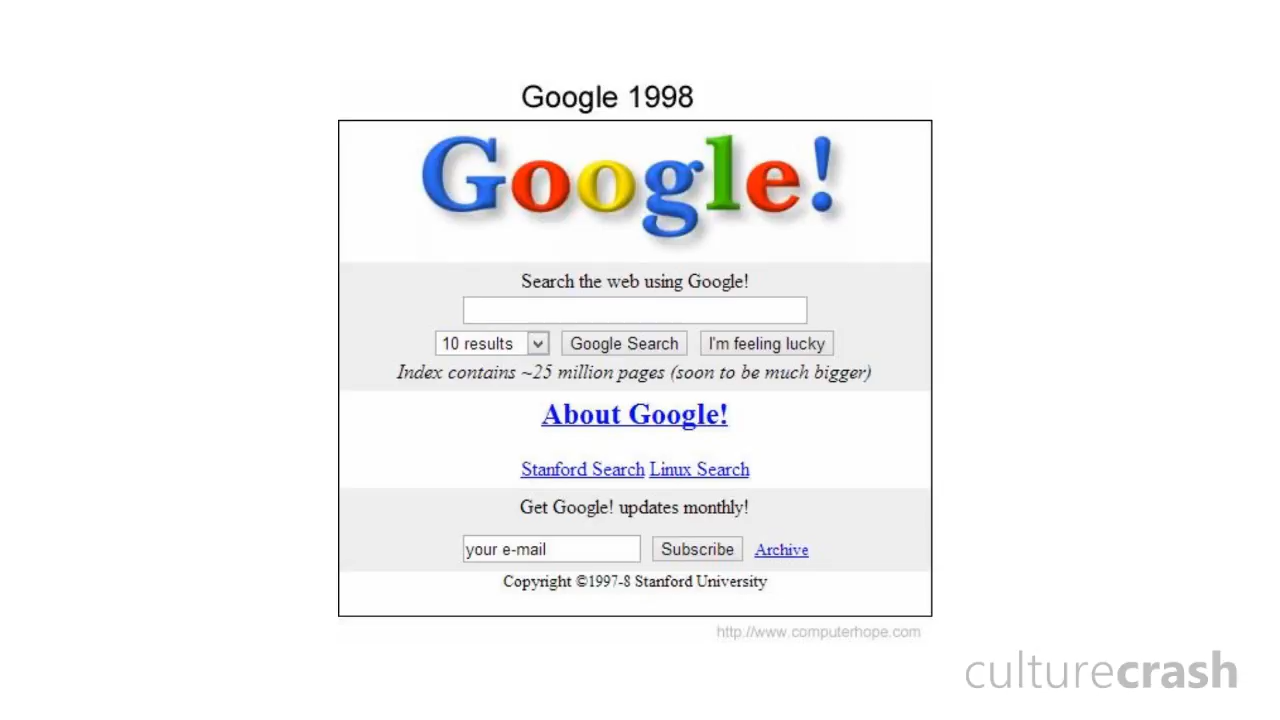 Google 1998
Google!
Search the web using Google!
10 results Google Search I'm feeling lucky
Index contains ~25 million pages (soon to be much bigger)
About Google!
Stanford Search Linux Search
Get Google! updates monthly!
your e-mail Subscribe Archive
Copyright ©1997-8 Stanford University
http://www.computerhope.com
culturecrash